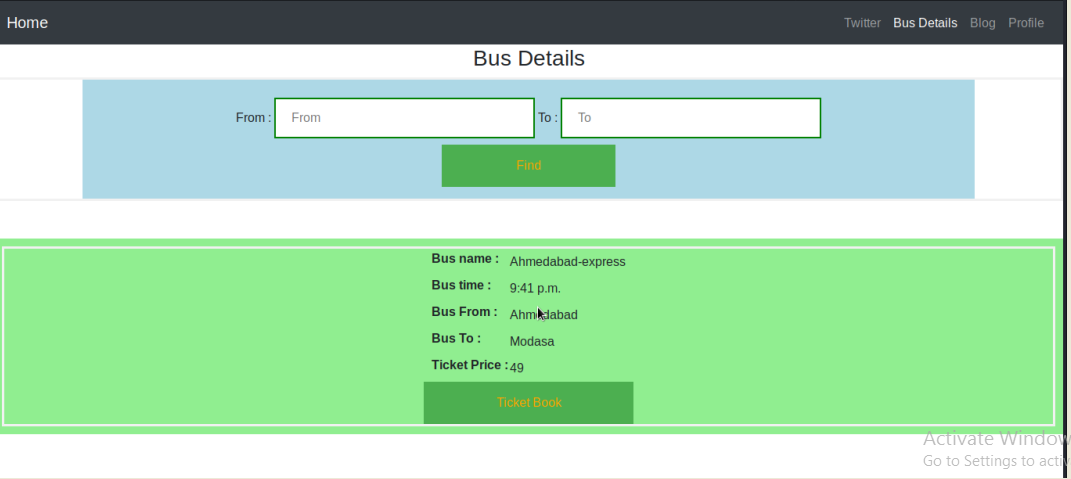 Home Twitter Bus Details Blog Profile
Bus Details
From : From To : To
Find
Bus name : Ahmedabad-express
Bus time : 9:41 p.m.
Bus From : Ahmedabad
Bus To : Modasa
Ticket Price : 49
Ticket Book
Activate Window
Go to Settings to activ